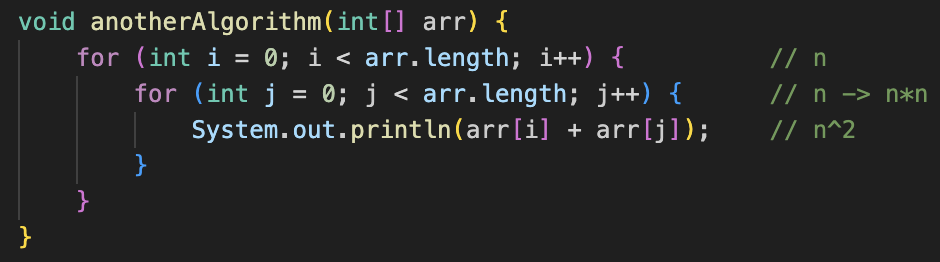 void anotherAlgorithm(int[] arr) {
    for (int i = 0; i < arr.length; i++) {          // n
        for (int j = 0; j < arr.length; j++) {      // n -> n*n
            System.out.println(arr[i] + arr[j]);    // n^2
        }
    }
}